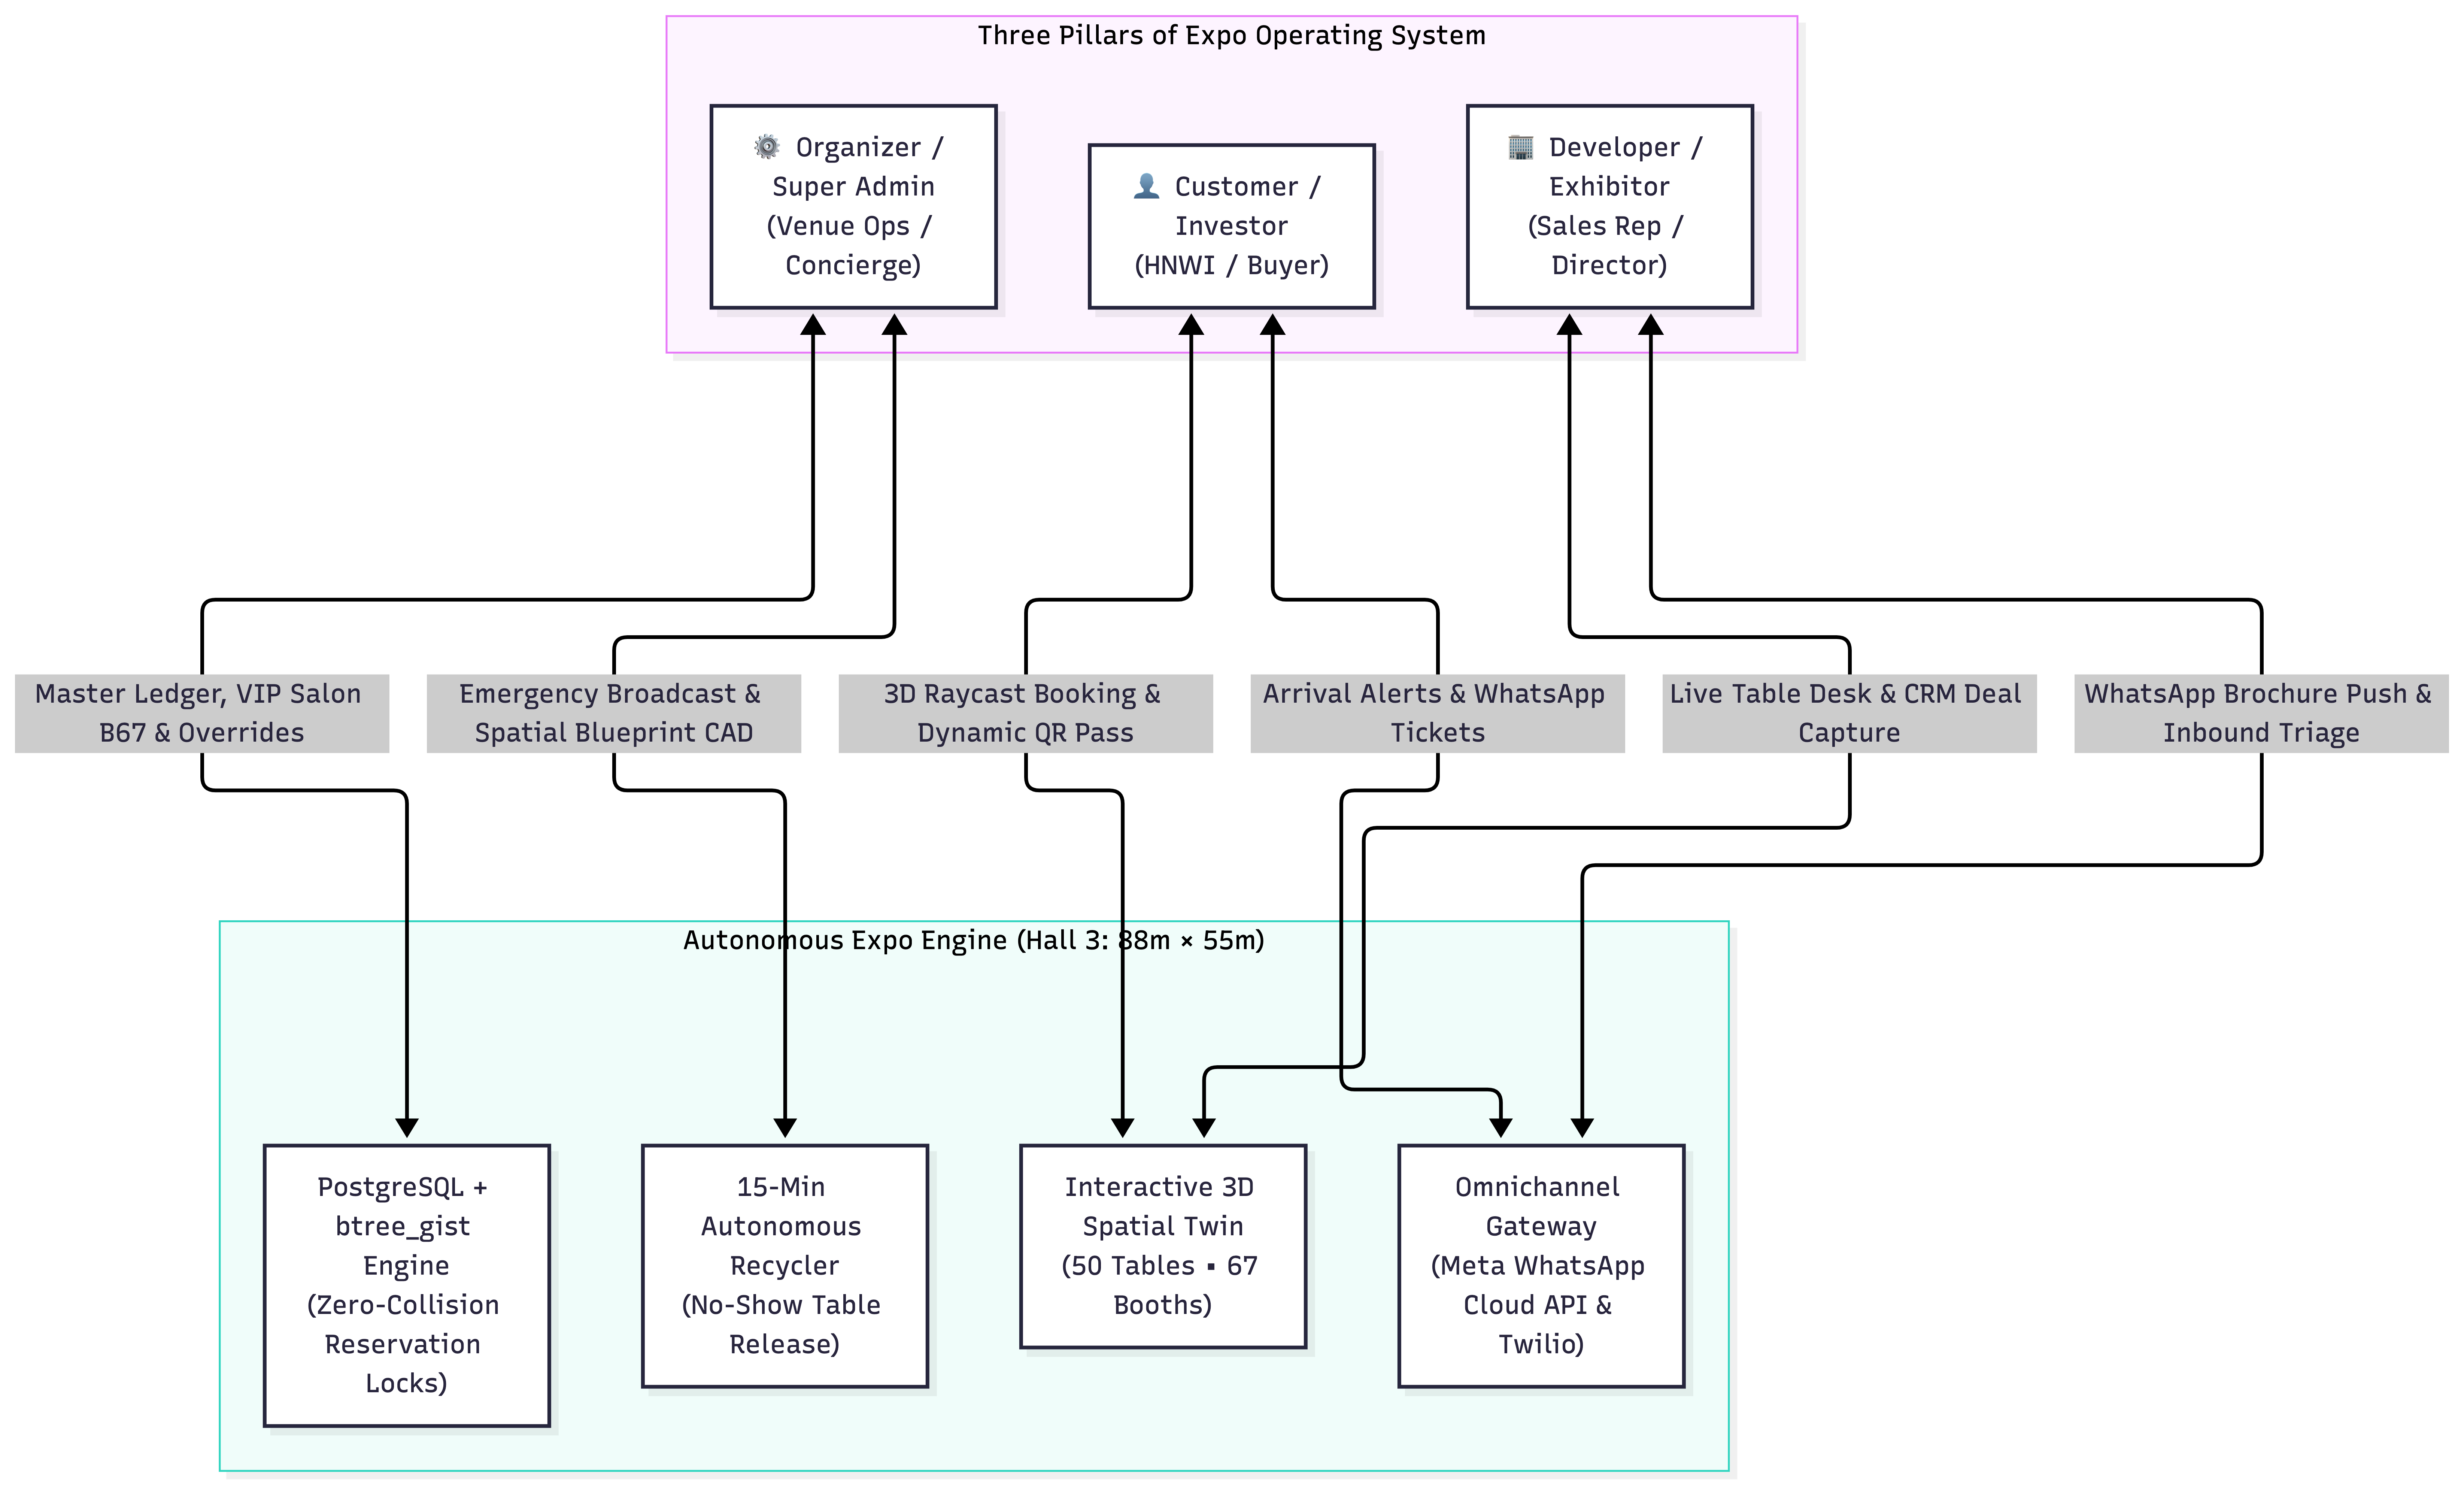 Three Pillars of Expo Operating System
⚙️ Organizer /
Super Admin
(Venue Ops /
Concierge)
👤 Customer /
Investor
(HNWI / Buyer)
🏢 Developer /
Exhibitor
(Sales Rep /
Director)
Master Ledger, VIP Salon
B67 & Overrides
Emergency Broadcast &
Spatial Blueprint CAD
3D Raycast Booking &
Dynamic QR Pass
Arrival Alerts & WhatsApp
Tickets
Live Table Desk & CRM Deal
Capture
WhatsApp Brochure Push &
Inbound Triage
Autonomous Expo Engine (Hall 3: 88m × 55m)
PostgreSQL +
btree_gist
Engine
(Zero-Collision
Reservation
Locks)
15-Min
Autonomous
Recycler
(No-Show Table
Release)
Interactive 3D
Spatial Twin
(50 Tables ▪ 67
Booths)
Omnichannel
Gateway
(Meta WhatsApp
Cloud API &
Twilio)